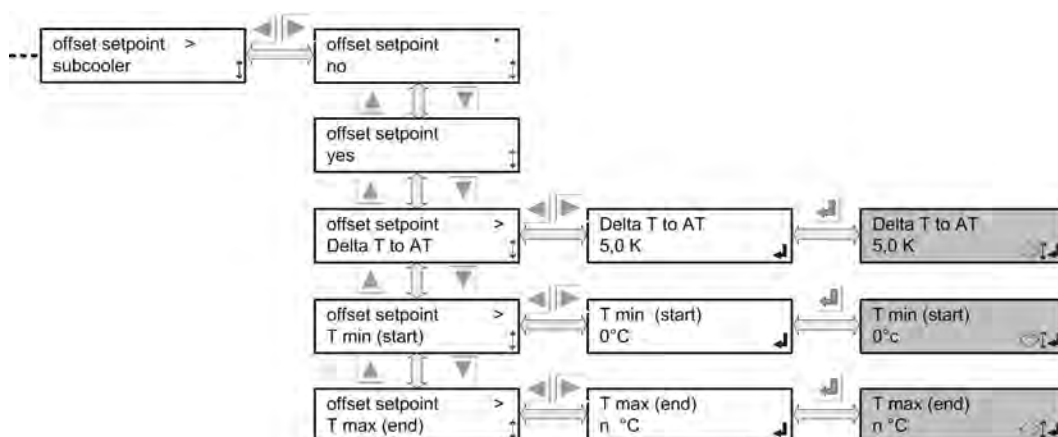 offset setpoint >
subcooler
offset setpoint *
no
offset setpoint
yes
offset setpoint >
Delta T to AT
Delta T to AT
5,0 K
Delta T to AT
5,0 K
offset setpoint >
T min (start)
T min (start)
0°C
T min (start)
0°c
offset setpoint >
T max (end)
T max (end)
n °C
T max (end)
n °C